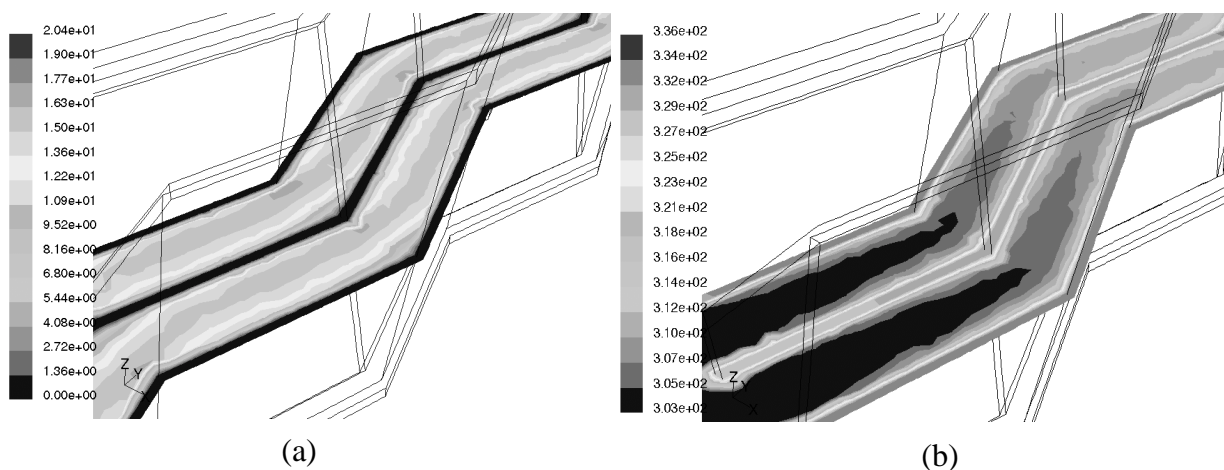 2.04e+01
1.90e+01
1.77e+01
1.63e+01
1.50e+01
1.36e+01
1.22e+01
1.09e+01
9.52e+00
8.16e+00
6.80e+00
5.44e+00
4.08e+00
2.72e+00
1.36e+00
0.00e+00
Z
Y
(a)
3.36e+02
3.34e+02
3.32e+02
3.29e+02
3.27e+02
3.25e+02
3.23e+02
3.21e+02
3.18e+02
3.16e+02
3.14e+02
3.12e+02
3.10e+02
3.07e+02
3.05e+02
3.03e+02
Z
Y
X
(b)